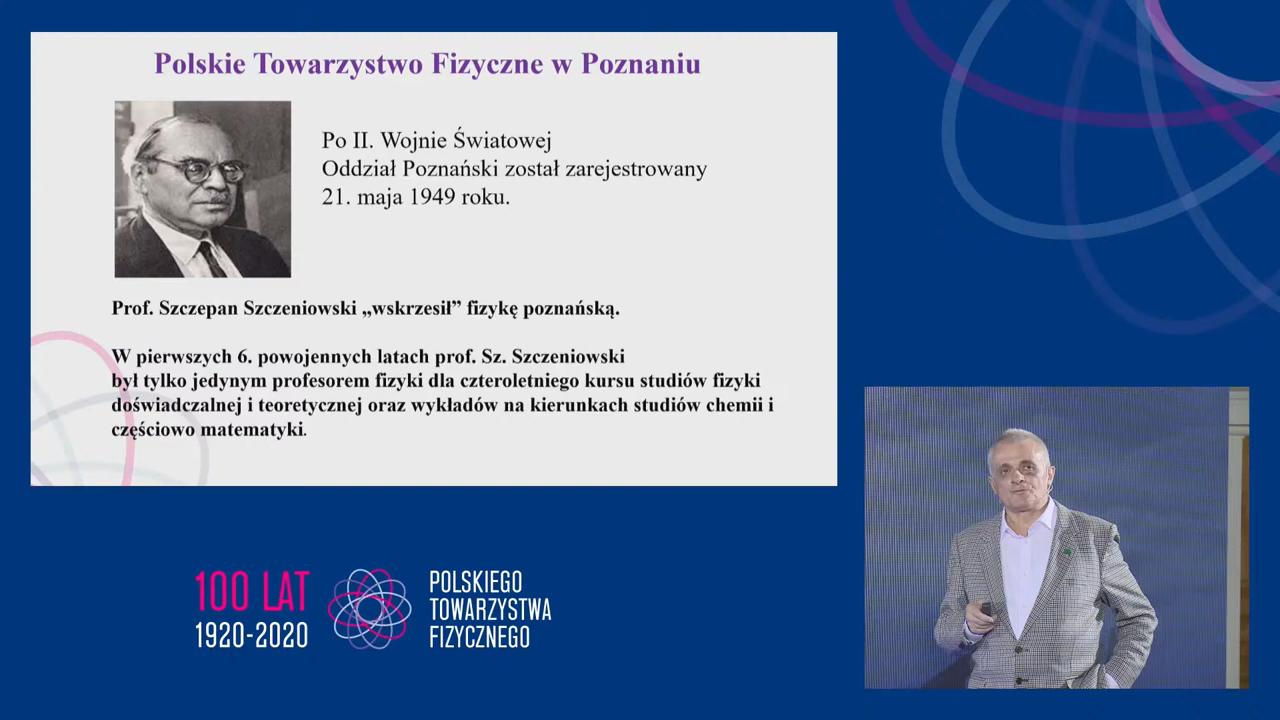 Polskie Towarzystwo Fizyczne w Poznaniu
Po II. Wojnie Światowej
Oddział Poznański został zarejestrowany
21. maja 1949 roku.
Prof. Szczepan Szczeniowski „wskrzesił” fizykę poznańską.
W pierwszych 6. powojennych latach prof. Sz. Szczeniowski
był tylko jedynym profesorem fizyki dla czteroletniego kursu studiów fizyki
doświadczalnej i teoretycznej oraz wykładów na kierunkach studiów chemii i
częściowo matematyki.
100 LAT
1920-2020
POLSKIEGO
TOWARZYSTWA
FIZYCZNEGO